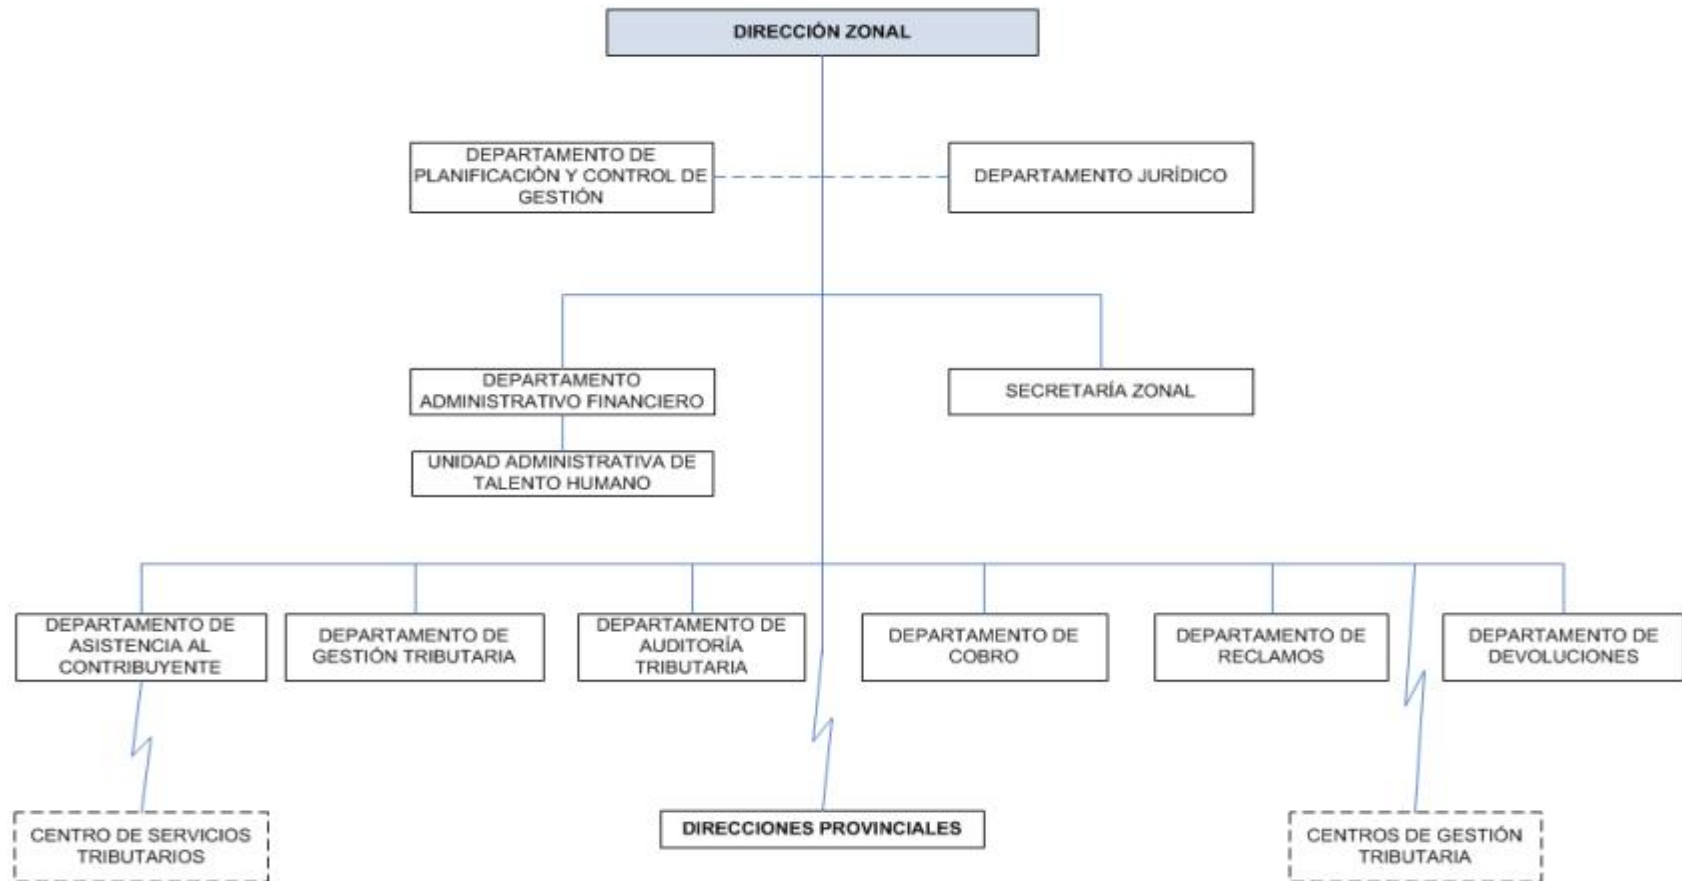 DIRECCIÓN ZONAL
DEPARTAMENTO DE
PLANIFICACIÓN Y CONTROL DE
GESTIÓN
DEPARTAMENTO JURÍDICO
DEPARTAMENTO
ADMINISTRATIVO FINANCIERO
SECRETARÍA ZONAL
UNIDAD ADMINISTRATIVA DE
TALENTO HUMANO
DEPARTAMENTO DE
ASISTENCIA AL
CONTRIBUYENTE
DEPARTAMENTO DE
GESTIÓN TRIBUTARIA
DEPARTAMENTO DE
AUDITORÍA
TRIBUTARIA
DEPARTAMENTO DE
COBRO
DEPARTAMENTO DE
RECLAMOS
DEPARTAMENTO DE
DEVOLUCIONES
CENTRO DE SERVICIOS
TRIBUTARIOS
DIRECCIONES PROVINCIALES
CENTROS DE GESTIÓN
TRIBUTARIA